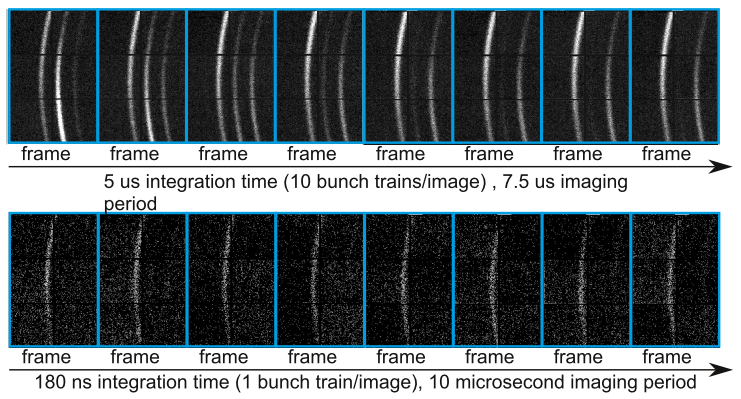 frame frame frame frame frame frame frame frame
5 us integration time (10 bunch trains/image) , 7.5 us imaging
period
frame frame frame frame frame frame frame frame
180 ns integration time (1 bunch train/image), 10 microsecond imaging period